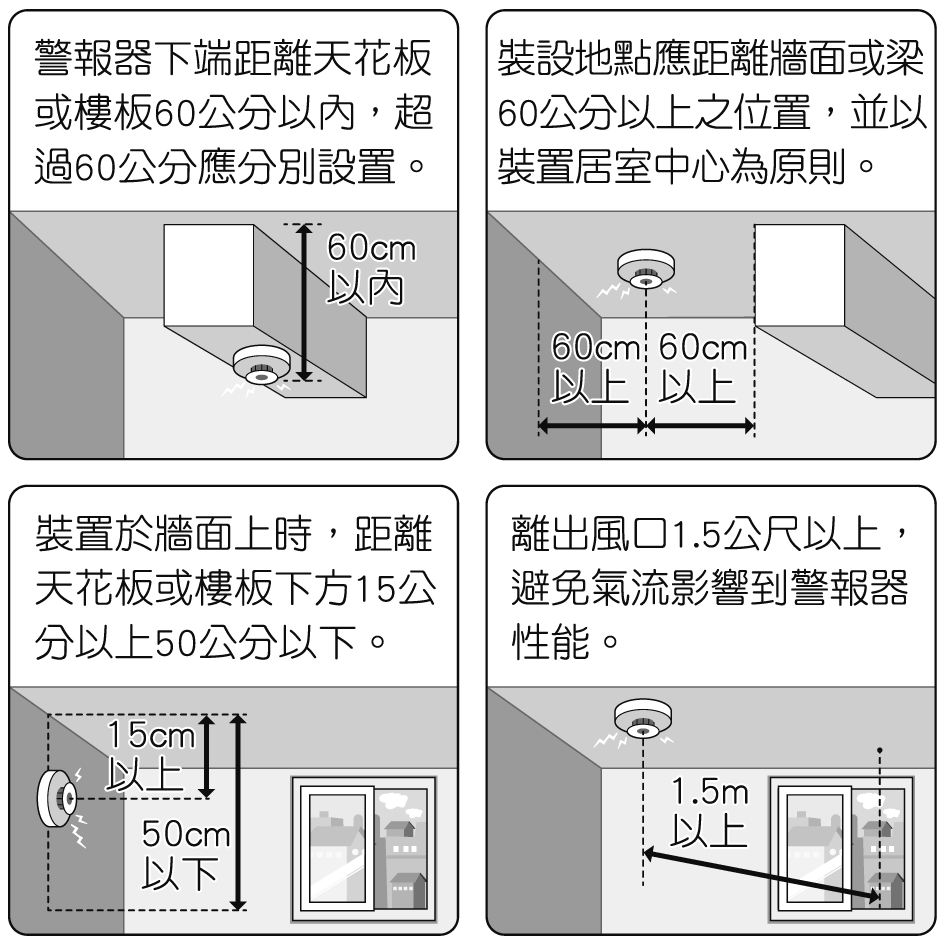 警報器下端距離天花板
或樓板60公分以內，超
過60公分應分別設置。
60cm
以內
裝設地點應距離牆面或梁
60公分以上之位置，並以
裝置居室中心為原則。
60cm
以上
60cm
以上
裝置於牆面上時，距離
天花板或樓板下方15公
分以上50公分以下。
15cm
以上
50cm
以下
離出風口1.5公尺以上，
避免氣流影響到警報器
性能。
1.5m
以上